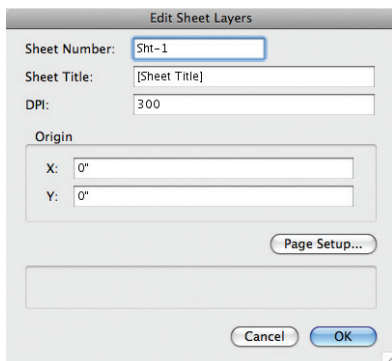 Edit Sheet Layers
Sheet Number: Sht-1
Sheet Title: [Sheet Title]
DPI: 300
Origin
X: 0"
Y: 0"
Page Setup...
Cancel OK